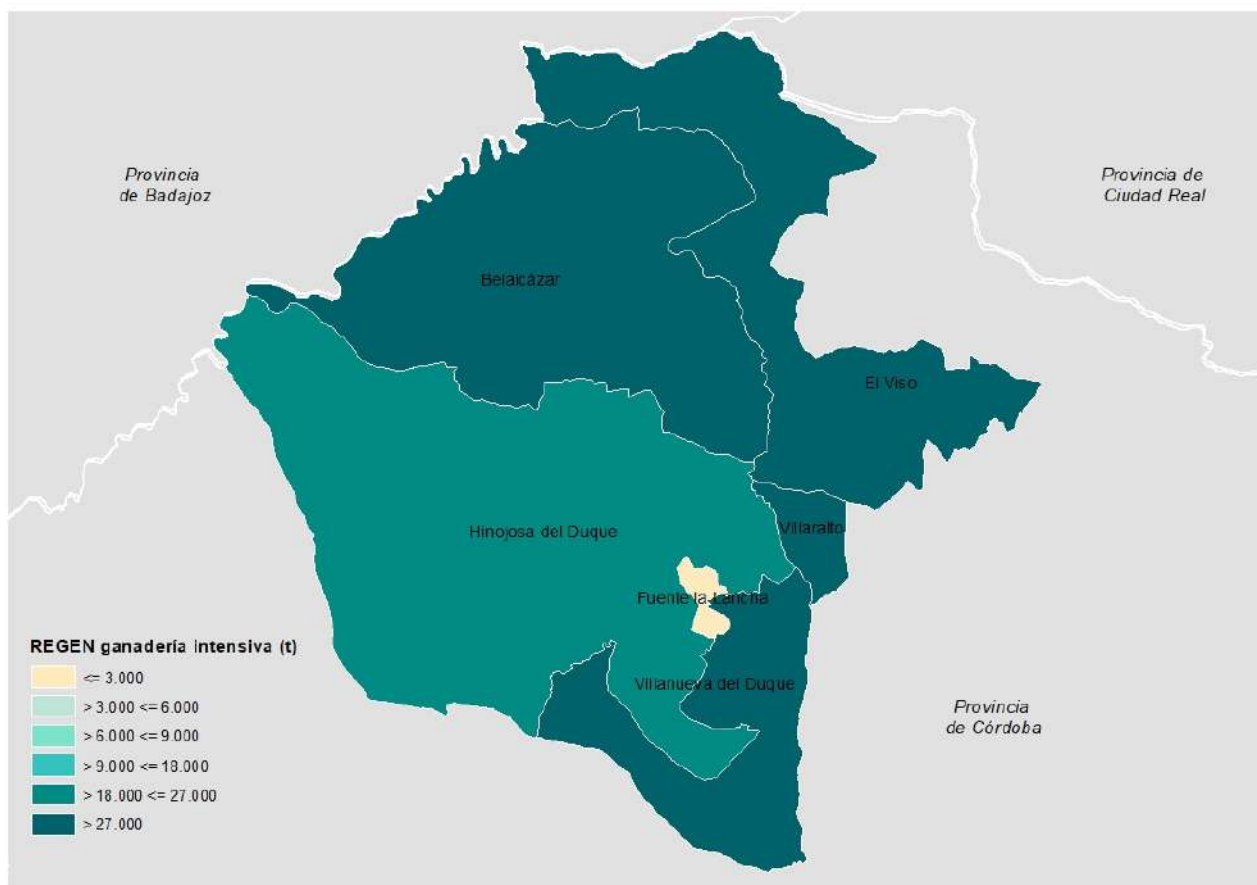 Provincia
de Badajoz
Provincia de
Ciudad Real
Belalcázar
El Viso
Hinojosa del Duque
Villaralto
Fuente la Lancha
Villanueva del Duque
Provincia
de Córdoba
REGEN ganadería Intensiva (t)
<= 3.000
> 3.000 <= 6.000
> 6.000 <= 9.000
> 9.000 <= 18.000
> 18.000 <= 27.000
> 27.000